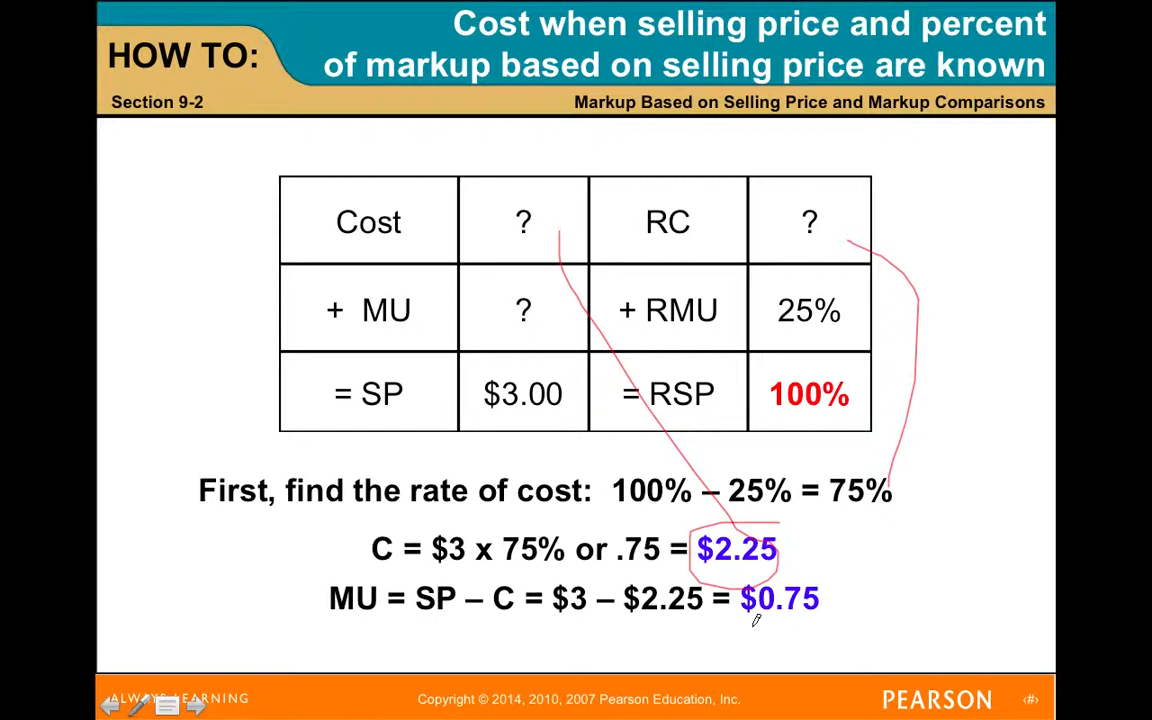 Cost when selling price and percent
HOW TO:
of markup based on selling price are known
Section 9-2
Markup Based on Selling Price and Markup Comparisons
Cost ? RC ?
+ MU ? + RMU 25%
= SP $3.00 = RSP 100%
First, find the rate of cost: 100% – 25% = 75%
C = $3 x 75% or .75 = $2.25
MU = SP – C = $3 – $2.25 = $0.75
ALWAYS LEARNING
Copyright © 2014, 2010, 2007 Pearson Education, Inc.
PEARSON
‹#›